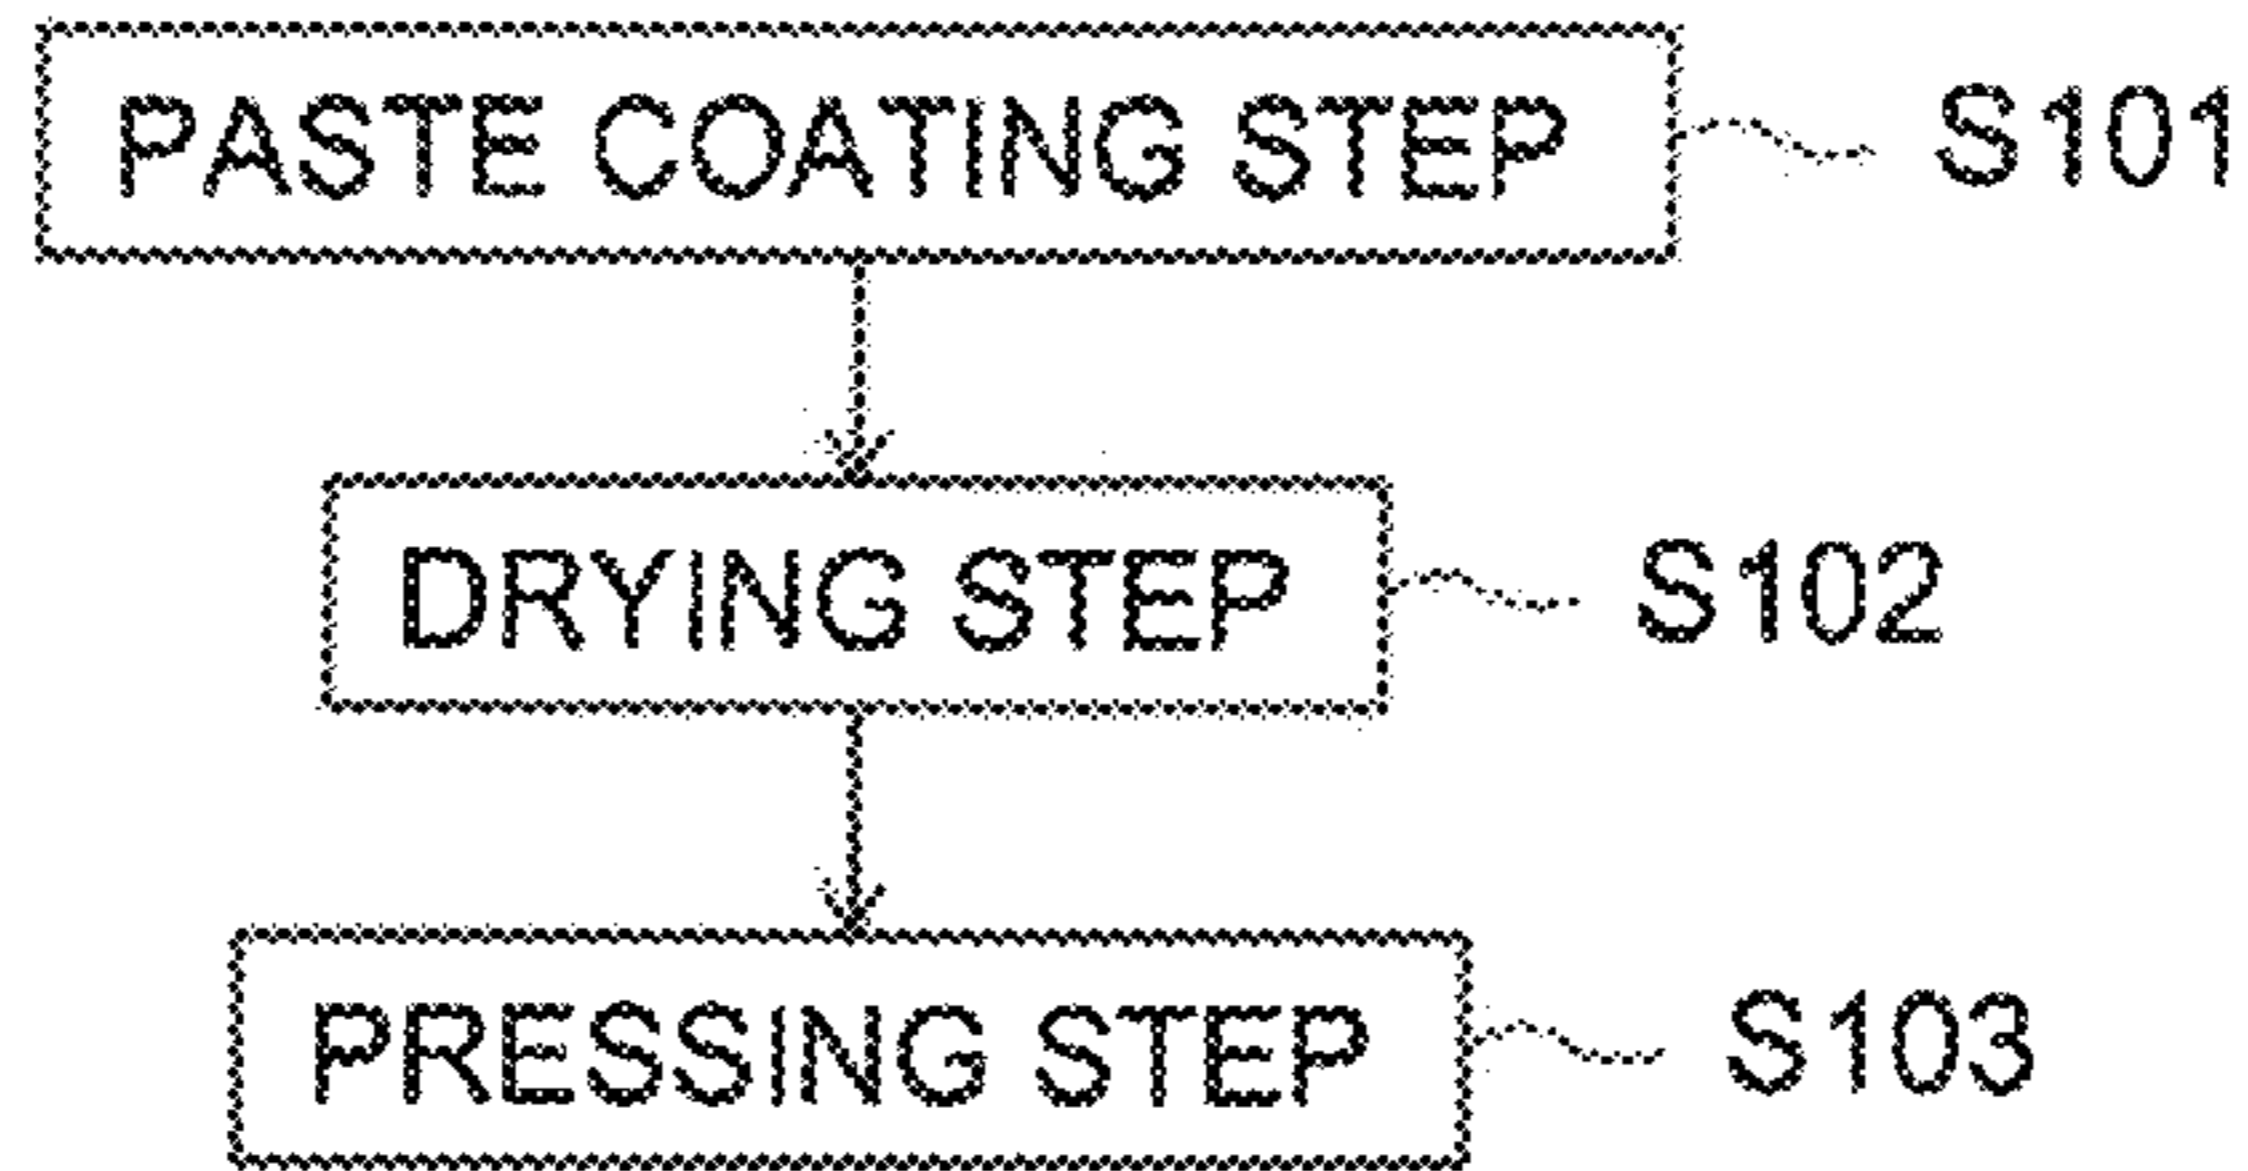 PASTE COATING STEP S101
DRYING STEP S102
PRESSING STEP S103